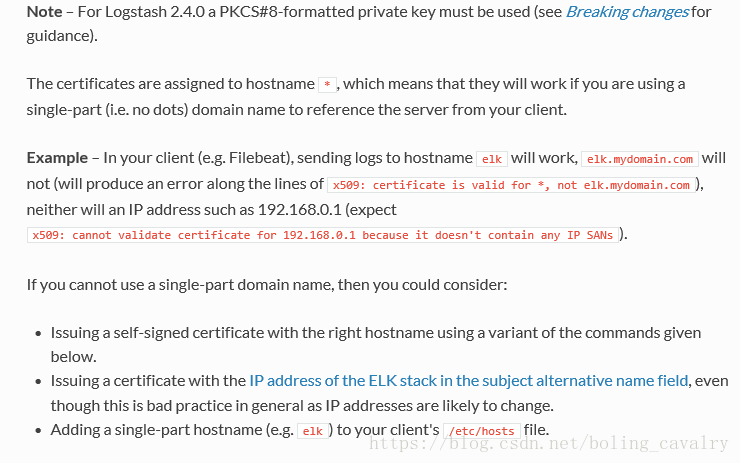 Note – For Logstash 2.4.0 a PKCS#8-formatted private key must be used (see Breaking changes for
guidance).
The certificates are assigned to hostname *, which means that they will work if you are using a
single-part (i.e. no dots) domain name to reference the server from your client.
Example – In your client (e.g. Filebeat), sending logs to hostname elk will work, elk.mydomain.com will
not (will produce an error along the lines of x509: certificate is valid for *, not elk.mydomain.com),
neither will an IP address such as 192.168.0.1 (expect
x509: cannot validate certificate for 192.168.0.1 because it doesn't contain any IP SANs).
If you cannot use a single-part domain name, then you could consider:
• Issuing a self-signed certificate with the right hostname using a variant of the commands given
below.
• Issuing a certificate with the IP address of the ELK stack in the subject alternative name field, even
though this is bad practice in general as IP addresses are likely to change.
• Adding a single-part hostname (e.g. elk) to your client's /etc/hosts file.
https://blog.csdn.net/boling_cavalry